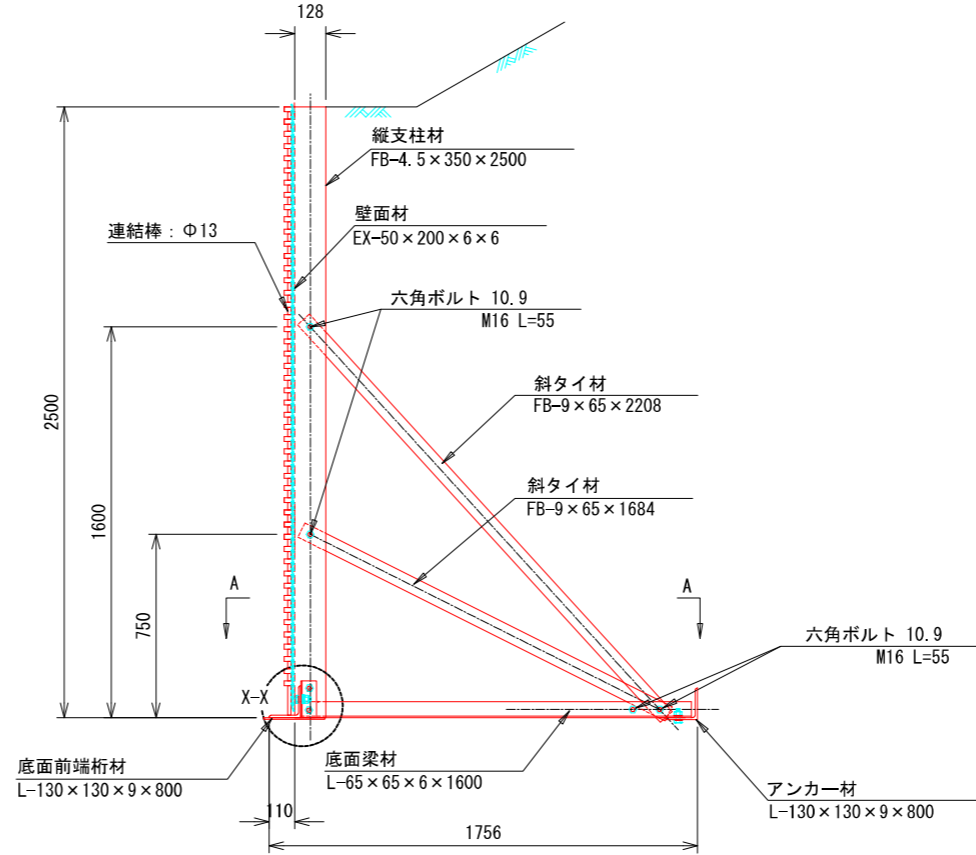 128
縦支柱材
FB-4.5×350×2500
壁面材
EX-50×200×6×6
連結棒：Φ13
六角ボルト 10.9
M16 L=55
斜タイ材
FB-9×65×2208
2500
斜タイ材
FB-9×65×1684
1600
750
A
A
六角ボルト 10.9
M16 L=55
X-X
底面前端桁材
L-130×130×9×800
底面梁材
L-65×65×6×1600
アンカー材
L-130×130×9×800
110
1756